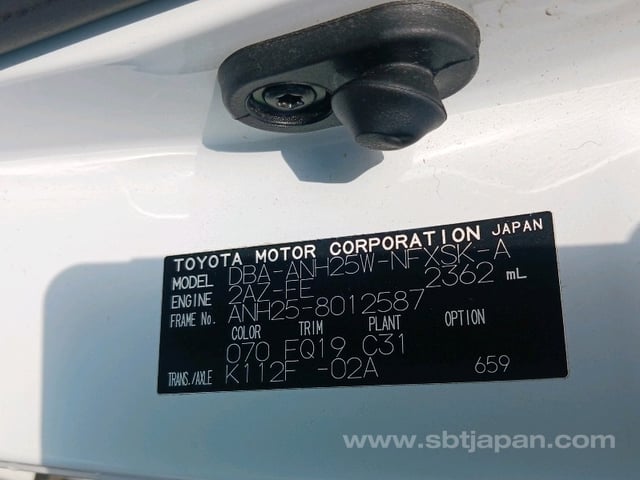 TOYOTA MOTOR CORPORATION JAPAN
MODEL DBA-ANH25W-NFXSK-A
ENGINE 2AZ-FE 2362 mL
FRAME No. ANH25-8012587
COLOR TRIM PLANT OPTION
070 FQ19 C31
TRANS./AXLE K112F -02A 659
www.sbtjapan.com